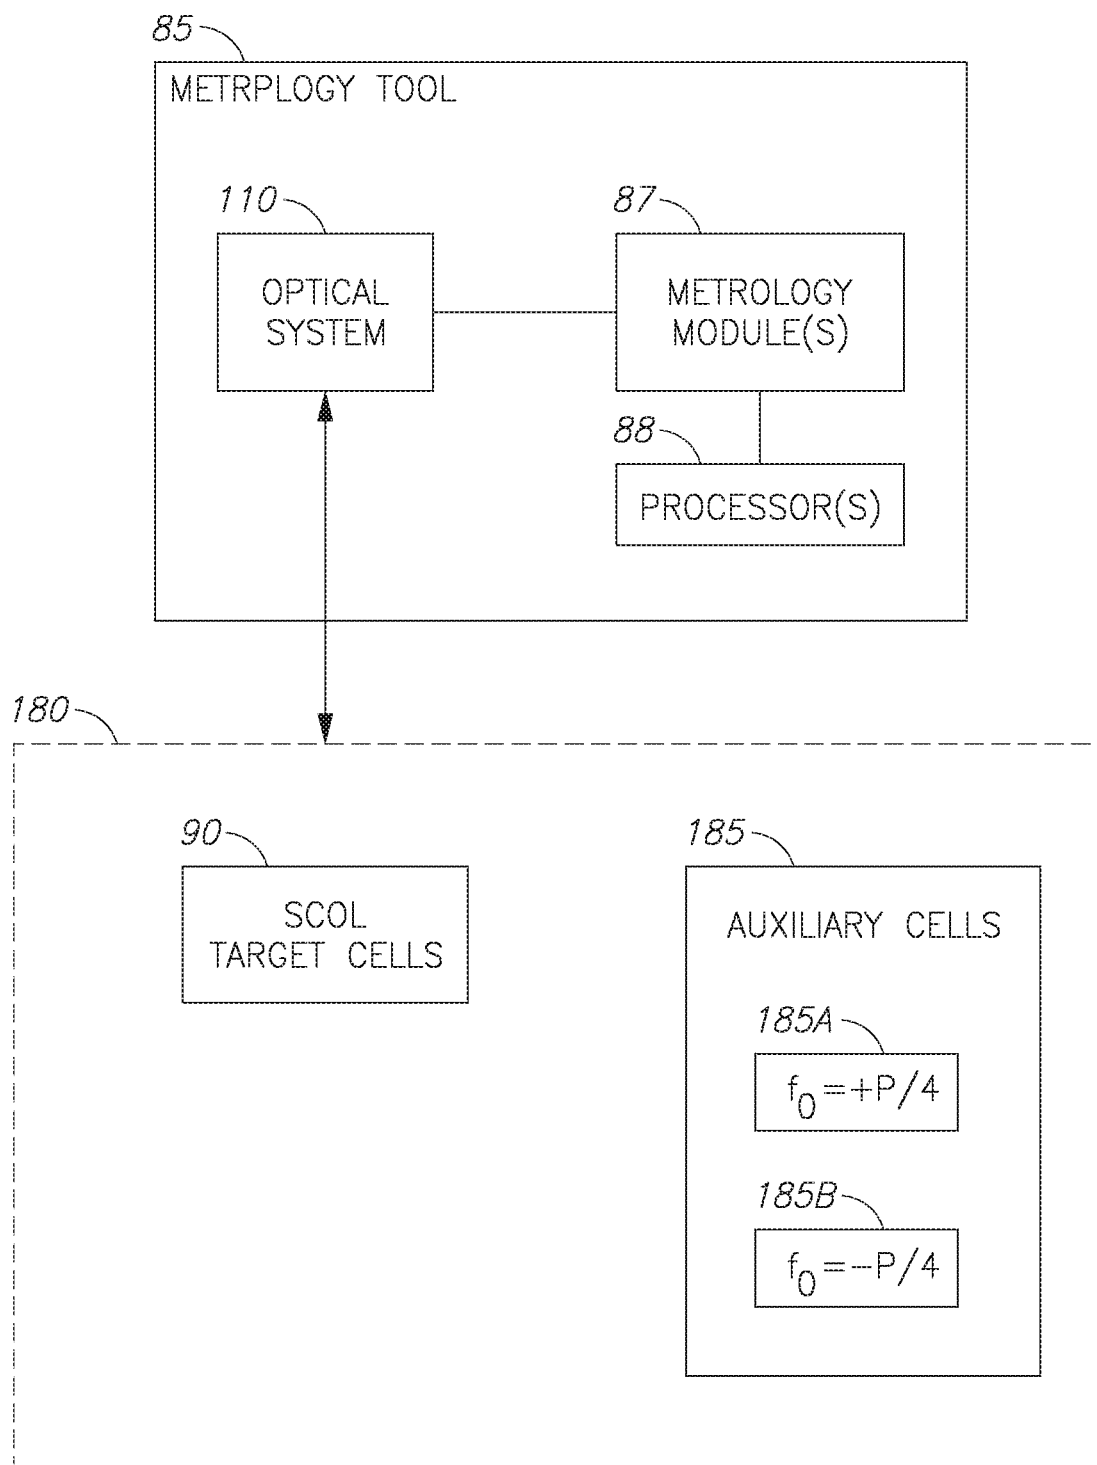 85
METRPLOGY TOOL
110
87
OPTICAL
SYSTEM
METROLOGY
MODULE(S)
88
PROCESSOR(S)
180
90
185
SCOL
TARGET CELLS
AUXILIARY CELLS
185A
f0=+P/4
185B
f0=-P/4